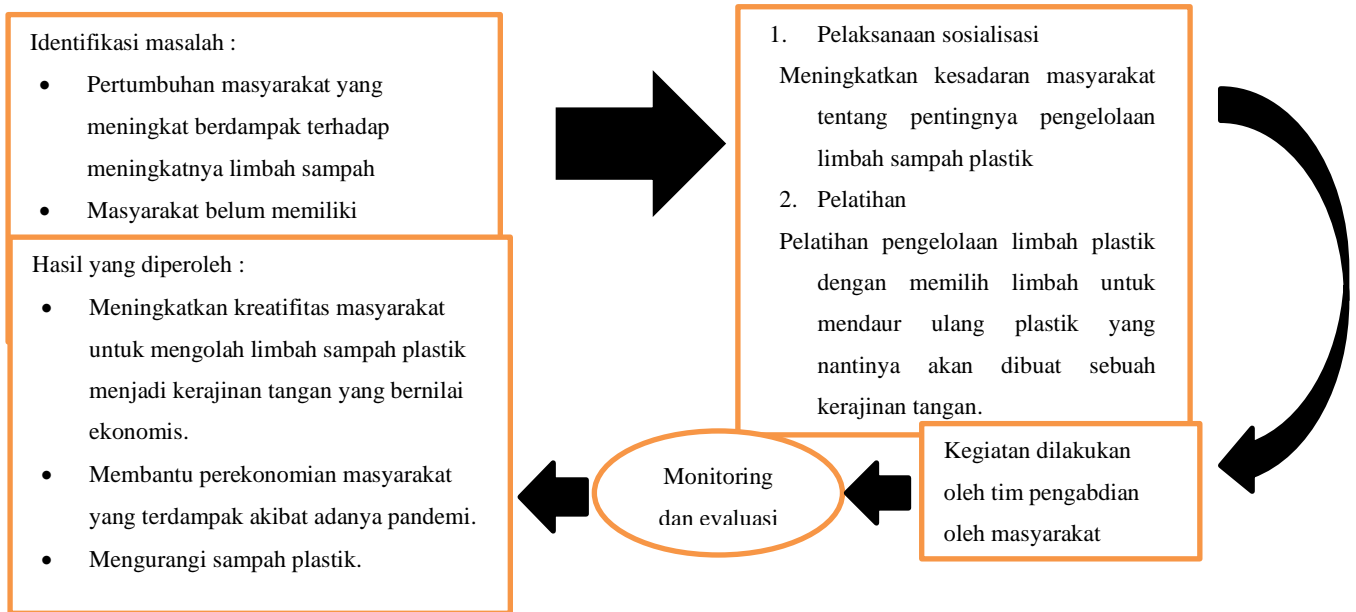 Identifikasi masalah :
• Pertumbuhan masyarakat yang
meningkat berdampak terhadap
meningkatnya limbah sampah
• Masyarakat belum memiliki
1. Pelaksanaan sosialisasi
Meningkatkan kesadaran masyarakat
tentang pentingnya pengelolaan
limbah sampah plastik
2. Pelatihan
Pelatihan pengelolaan limbah plastik
dengan memilih limbah untuk
mendaur ulang plastik yang
nantinya akan dibuat sebuah
kerajinan tangan.
Kegiatan dilakukan
oleh tim pengabdian
oleh masyarakat
Monitoring
dan evaluasi
Hasil yang diperoleh :
• Meningkatkan kreatifitas masyarakat
untuk mengolah limbah sampah plastik
menjadi kerajinan tangan yang bernilai
ekonomis.
• Membantu perekonomian masyarakat
yang terdampak akibat adanya pandemi.
• Mengurangi sampah plastik.